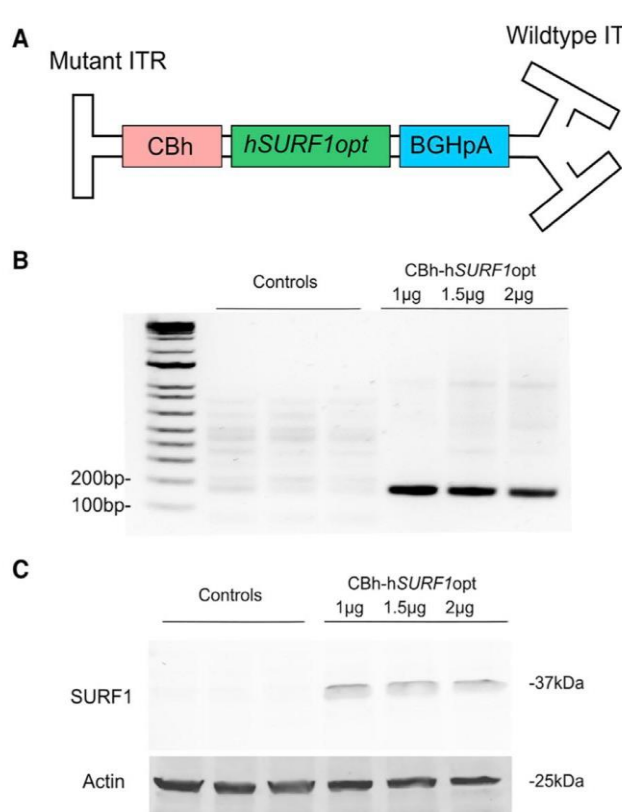 A
Mutant ITR
Wildtype IT
CBh
hSURF1opt
BGHpA
B
Controls
CBh-hSURF1opt
1µg 1.5µg 2µg
200bp-
100bp-
C
Controls
CBh-hSURF1opt
1µg 1.5µg 2µg
SURF1
-37kDa
Actin
-25kDa